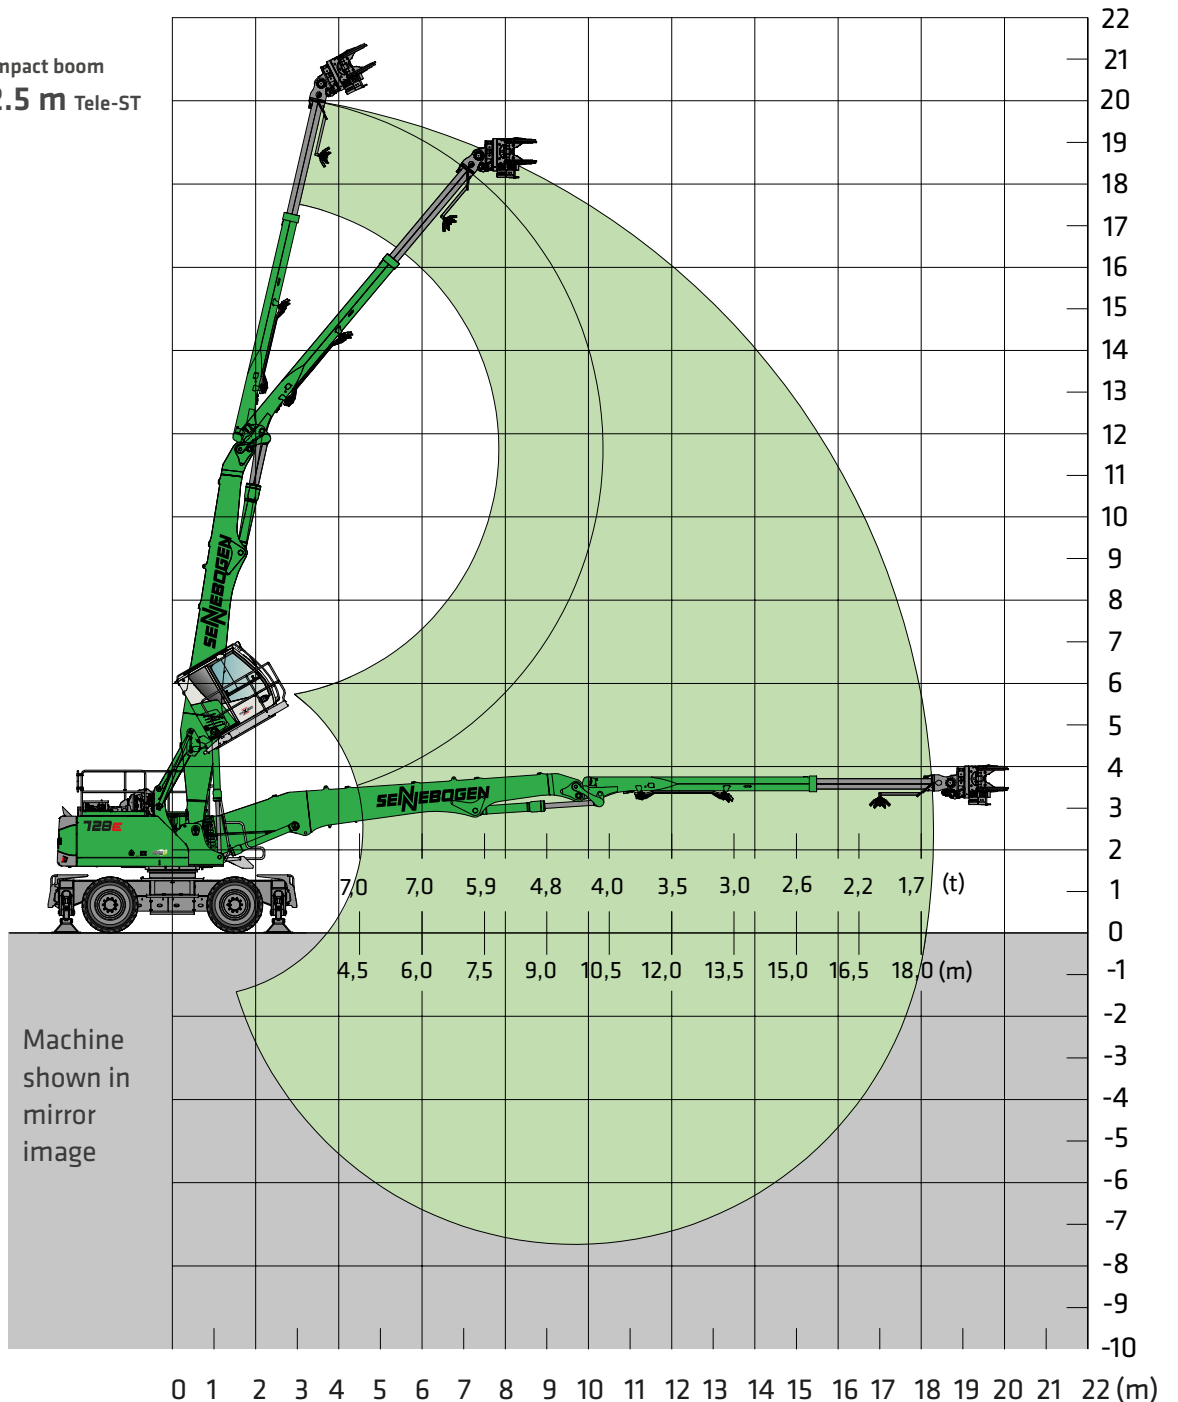 mpact boom
2.5 m Tele-ST
22
21
20
19
18
17
16
15
14
13
12
11
10
9
8
7
6
5
4
3
2
1
0
-1
-2
-3
-4
-5
-6
-7
-8
-9
-10
SENNEBOGEN
SENNEBOGEN
728E
7,0 7,0 5,9 4,8 4,0 3,5 3,0 2,6 2,2 1,7 (t)
4,5 6,0 7,5 9,0 10,5 12,0 13,5 15,0 16,5 18,0 (m)
Machine
shown in
mirror
image
0 1 2 3 4 5 6 7 8 9 10 11 12 13 14 15 16 17 18 19 20 21 22 (m)